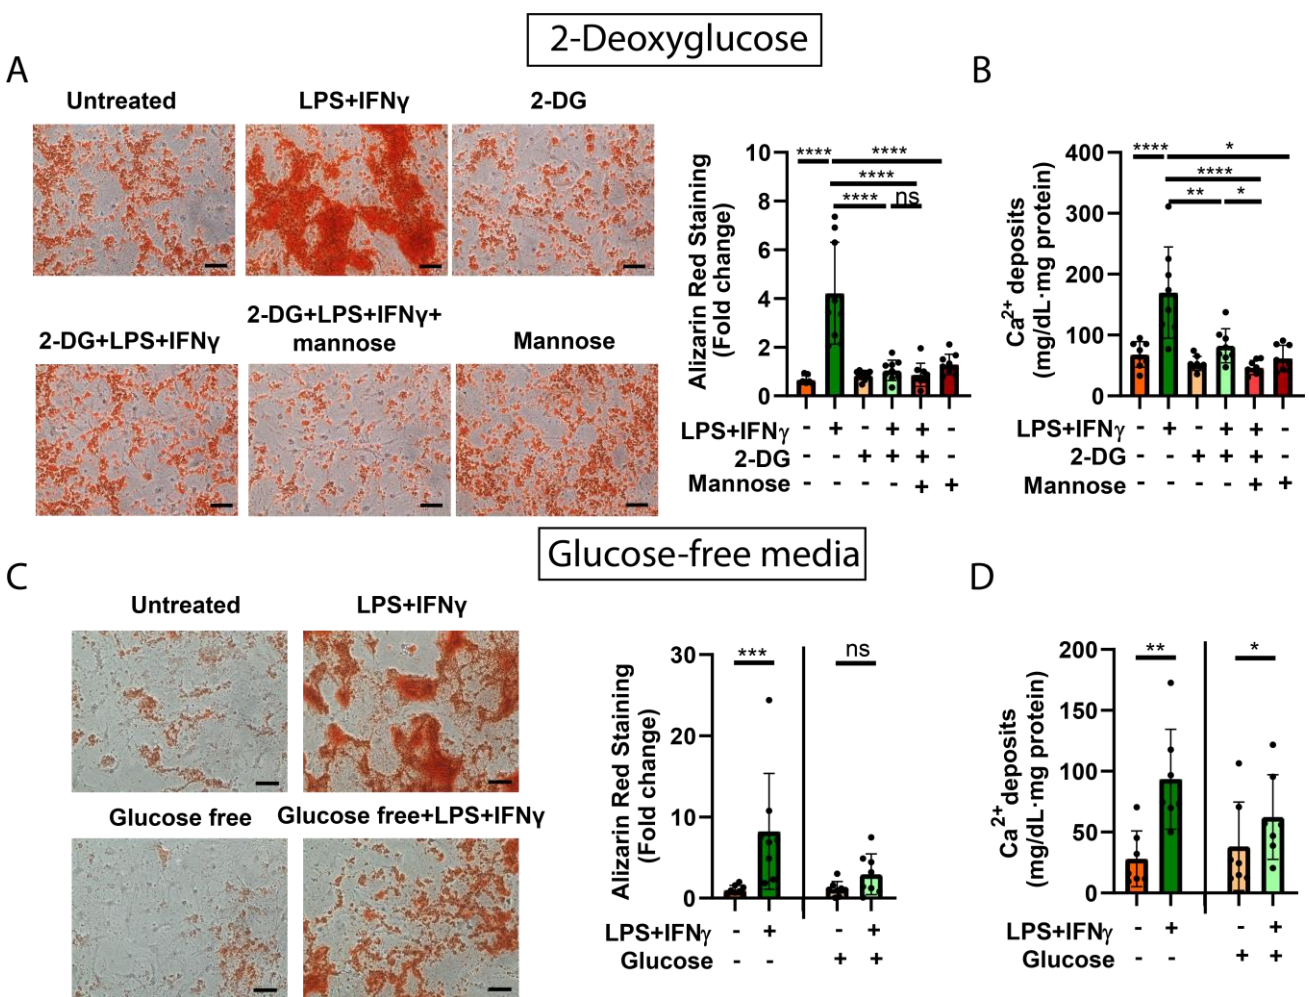 2-Deoxyglucose
A
B
Untreated
LPS+IFNγ
2-DG
2-DG+LPS+IFNγ
2-DG+LPS+IFNγ+
mannose
Mannose
Alizarin Red Staining
(Fold change)
10
8
6
4
2
0
****
****
****
****
ns
LPS+IFNγ - + - + + -
2-DG - - + + + -
Mannose - - - - + +
Ca2+ deposits
(mg/dL·mg protein)
400
300
200
100
0
****
*
****
**
*
LPS+IFNγ - + - + + -
2-DG - - + + + -
Mannose - - - - + +
Glucose-free media
C
D
Untreated
LPS+IFNγ
Glucose free
Glucose free+LPS+IFNγ
Alizarin Red Staining
(Fold change)
30
20
10
0
***
ns
LPS+IFNγ - + - +
Glucose - - + +
Ca2+ deposits
(mg/dL·mg protein)
200
150
100
50
0
**
*
LPS+IFNγ - + - +
Glucose - - + +